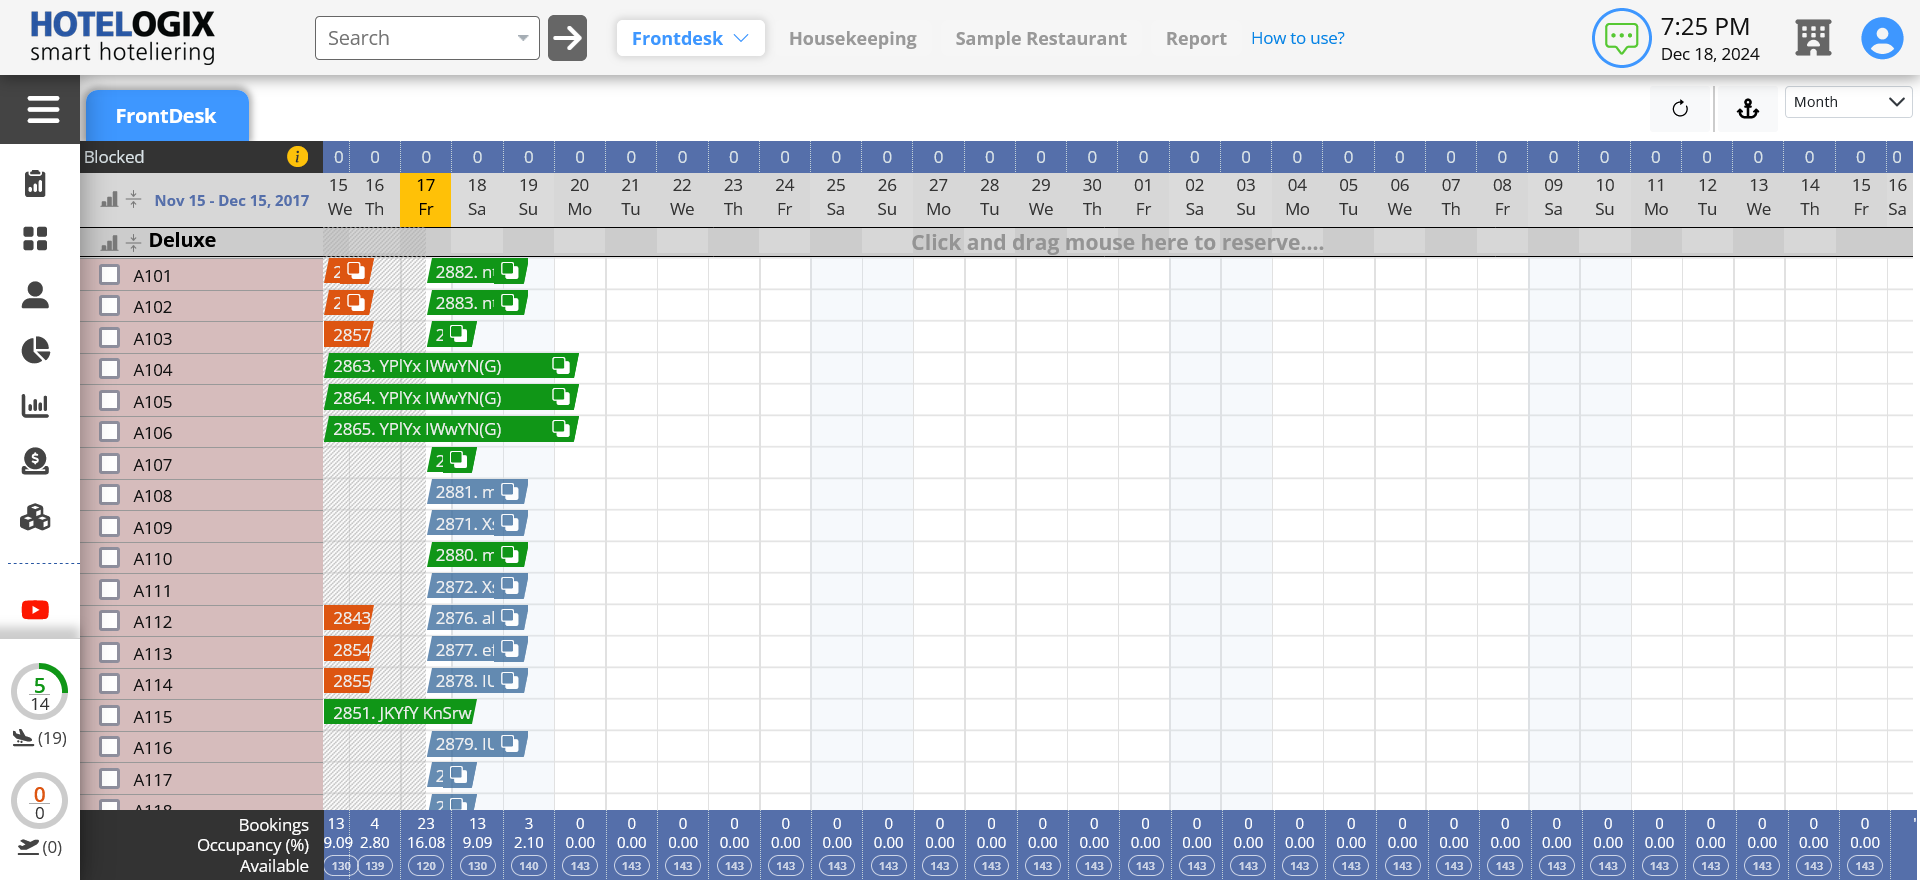 HOTELOGIX
smart hoteliering
Search
Frontdesk
Housekeeping
Sample Restaurant
Report
How to use?
7:25 PM
Dec 18, 2024
FrontDesk
Month
Blocked i 0 0 0 0 0 0 0 0 0 0 0 0 0 0 0 0 0 0 0 0 0 0 0 0 0 0 0 0 0 0 0 0
Nov 15 - Dec 15, 2017
15 16 17 18 19 20 21 22 23 24 25 26 27 28 29 30 01 02 03 04 05 06 07 08 09 10 11 12 13 14 15 16
We Th Fr Sa Su Mo Tu We Th Fr Sa Su Mo Tu We Th Fr Sa Su Mo Tu We Th Fr Sa Su Mo Tu We Th Fr Sa
Deluxe
Click and drag mouse here to reserve....
A101 2 2882. n
A102 2 2883. n
A103 2857 2
A104 2863. YPlYx IWwYN(G)
A105 2864. YPlYx IWwYN(G)
A106 2865. YPlYx IWwYN(G)
A107 2
A108 2881. m
A109 2871. Xs
A110 2880. m
A111 2872. Xs
A112 2843 2876. al
A113 2854 2877. ef
A114 2855 2878. IU
A115 2851. JKYfY KnSrw
A116 2879. IU
A117 2
A118 2
5
14
(19)
0
0
(0)
Bookings 13 4 23 13 3 0 0 0 0 0 0 0 0 0 0 0 0 0 0 0 0 0 0 0 0 0 0 0 0 0 0
Occupancy (%) 9.09 2.80 16.08 9.09 2.10 0.00 0.00 0.00 0.00 0.00 0.00 0.00 0.00 0.00 0.00 0.00 0.00 0.00 0.00 0.00 0.00 0.00 0.00 0.00 0.00 0.00 0.00 0.00 0.00 0.00 0.00
Available 130 139 120 130 140 143 143 143 143 143 143 143 143 143 143 143 143 143 143 143 143 143 143 143 143 143 143 143 143 143 143